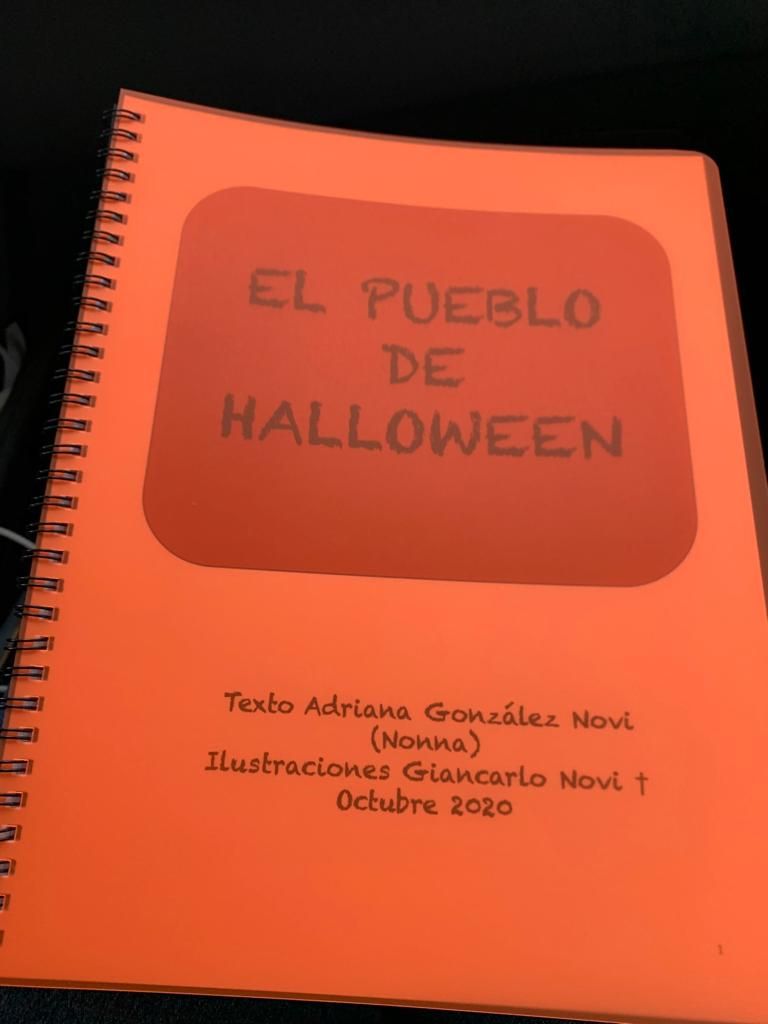 EL PUEBLO
DE
HALLOWEEN
Texto Adriana González Novi
(Nonna)
Ilustraciones Giancarlo Novi †
Octubre 2020
1